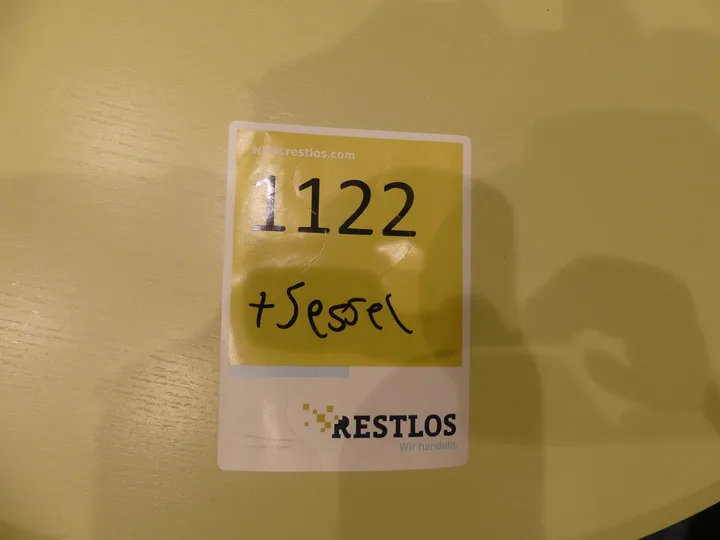 www.restlos.com
1122
+Sessel
RESTLOS
Wir handeln.